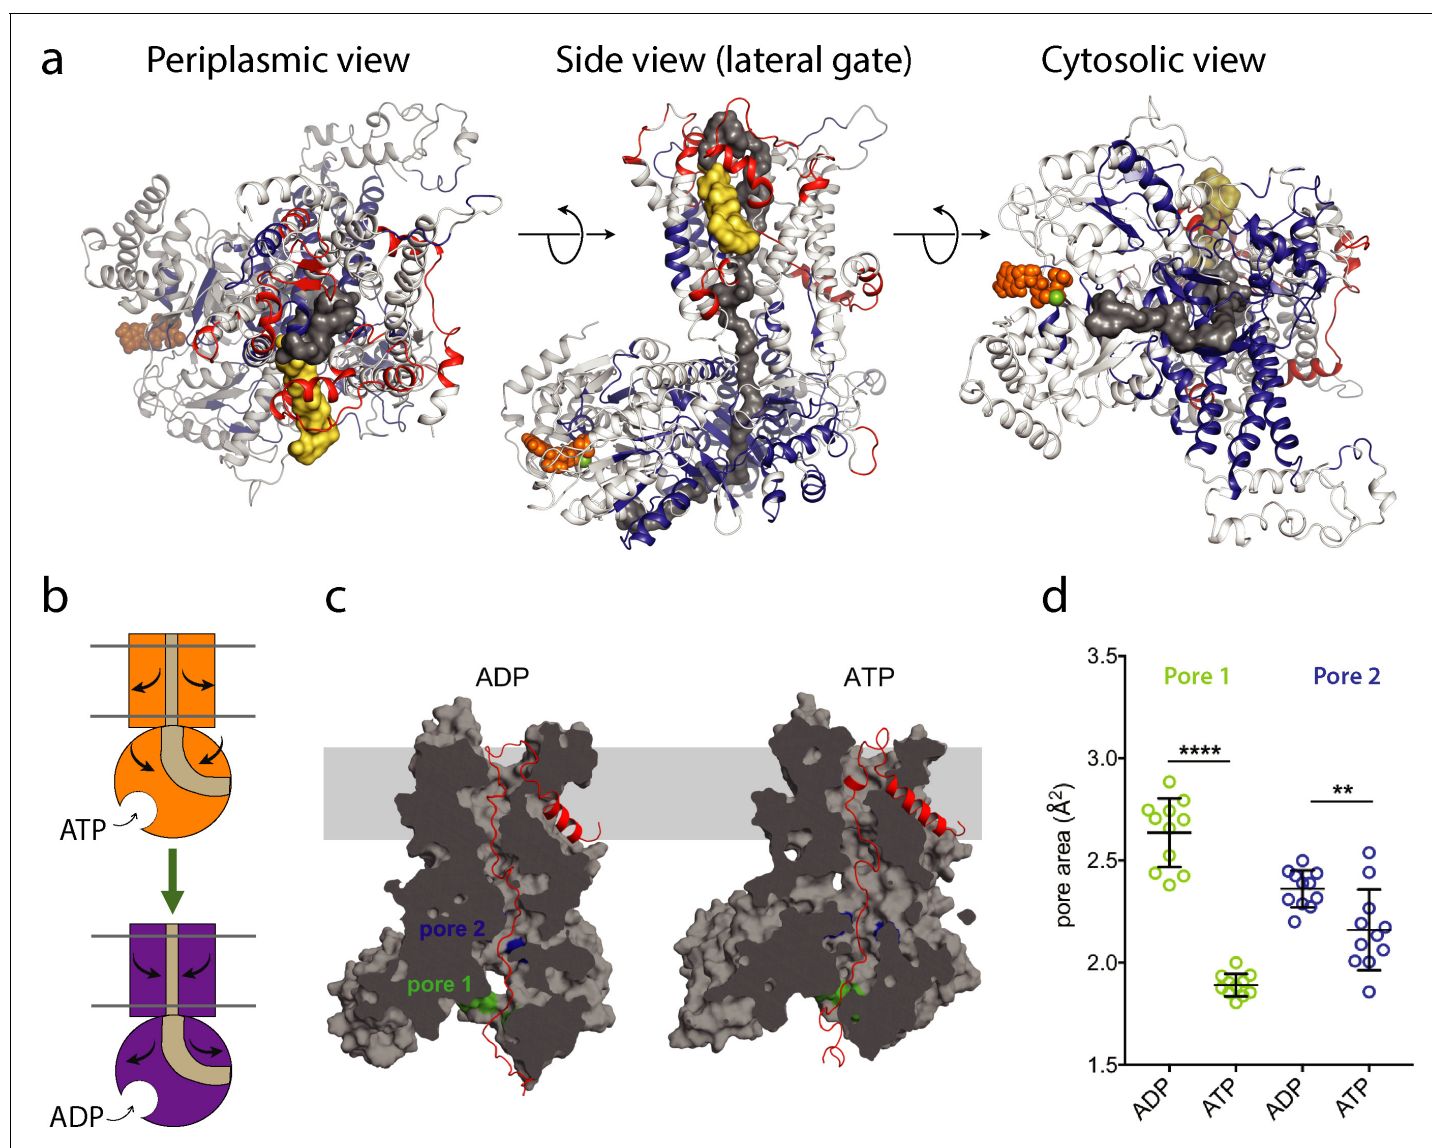 a
Periplasmic view
Side view (lateral gate)
Cytosolic view
b
ATP
ADP
c
ADP
ATP
pore 2
pore 1
d
Pore 1
Pore 2
****
**
pore area (Å²)
3.5
3.0
2.5
2.0
1.5
ADP
ATP
ADP
ATP